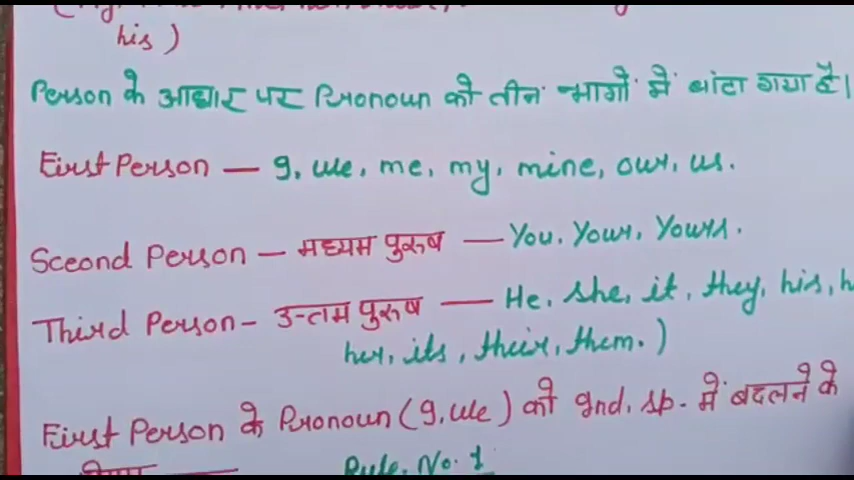 his )
Person के आधार पर Pronoun को तीन भागों में बांटा गया है।
First Person — I, we, me, my, mine, our, us.
Sceond Person — मध्यम पुरुष — You. Your. Yours.
Third Person - उत्तम पुरुष — He, she, it, they, his,
her, its, their, them. )
First Person के Pronoun ( I, we ) को Ind. sp. में बदलने के
Rule. No. 1